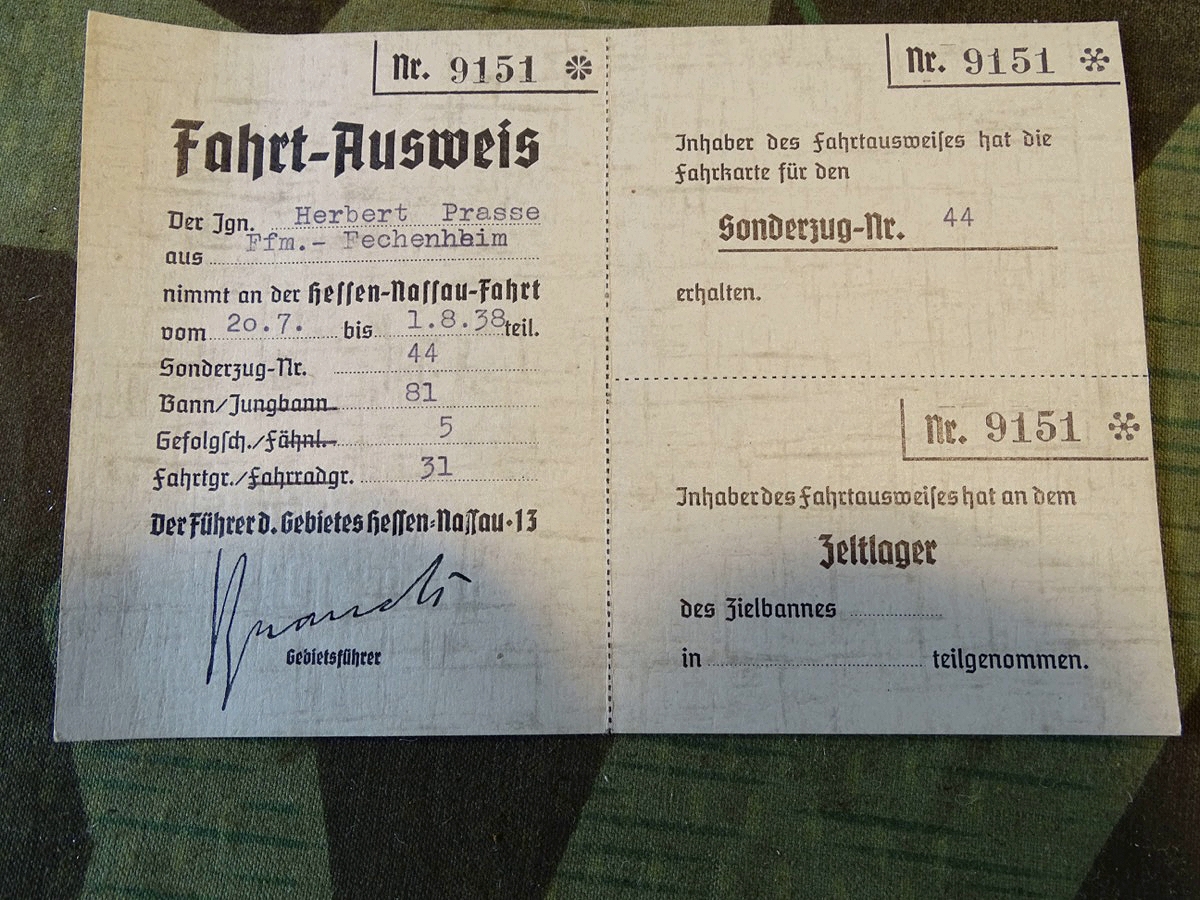 Nr. 9151
Fahrt-Ausweis
Der Jgn. Herbert Prasse
aus Ffm.- Fechenheim
nimmt an der Hessen-Nassau-Fahrt
vom 20.7. bis 1.8.38 teil.
Sonderzug-Nr. 44
Bann/Jungbann 81
Gefolgsch./Fähnl. 5
Fahrtgr./Fahrradgr. 31
Der Führer d. Gebietes Hessen-Nassau·13
Gebietsführer
Nr. 9151
Inhaber des Fahrtausweises hat die
Fahrkarte für den
Sonderzug-Nr. 44
erhalten.
Nr. 9151
Inhaber des Fahrtausweises hat an dem
Zeltlager
des Zielbannes
in teilgenommen.